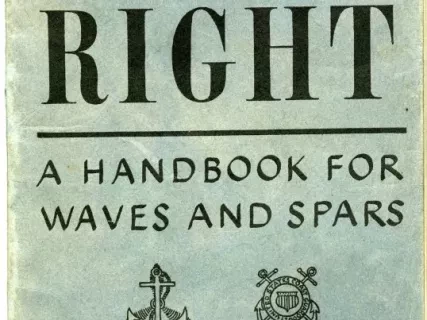 RIGHT
A HANDBOOK FOR
WAVES AND SPARS